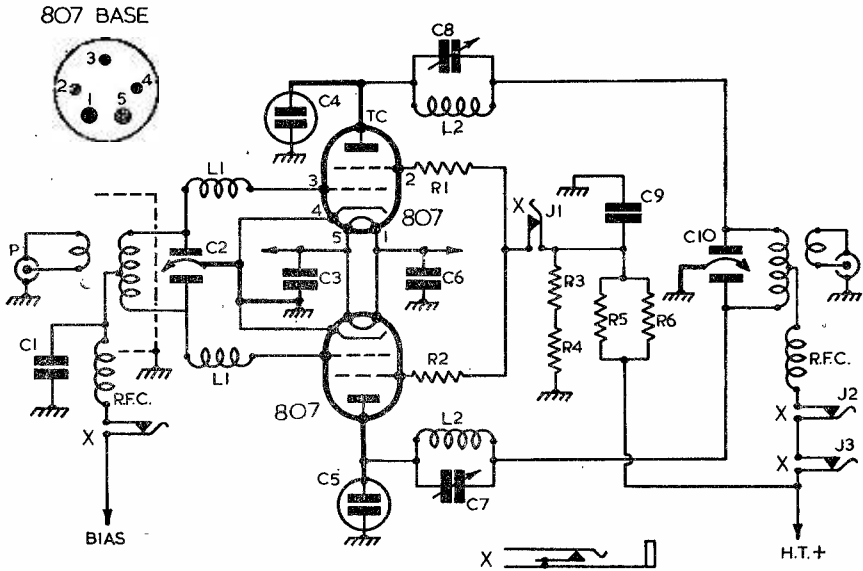 807 BASE
3
2
4
1
5
C8
C4
TC
L2
L1
3
2
R1
4
807
X
J1
C9
P
C2
5
1
C10
C3
C6
R3
R5
R6
C1
R4
L1
R2
R.F.C.
R.F.C.
807
L2
J2
X
X
J3
X
C5
C7
BIAS
X
H.T.+